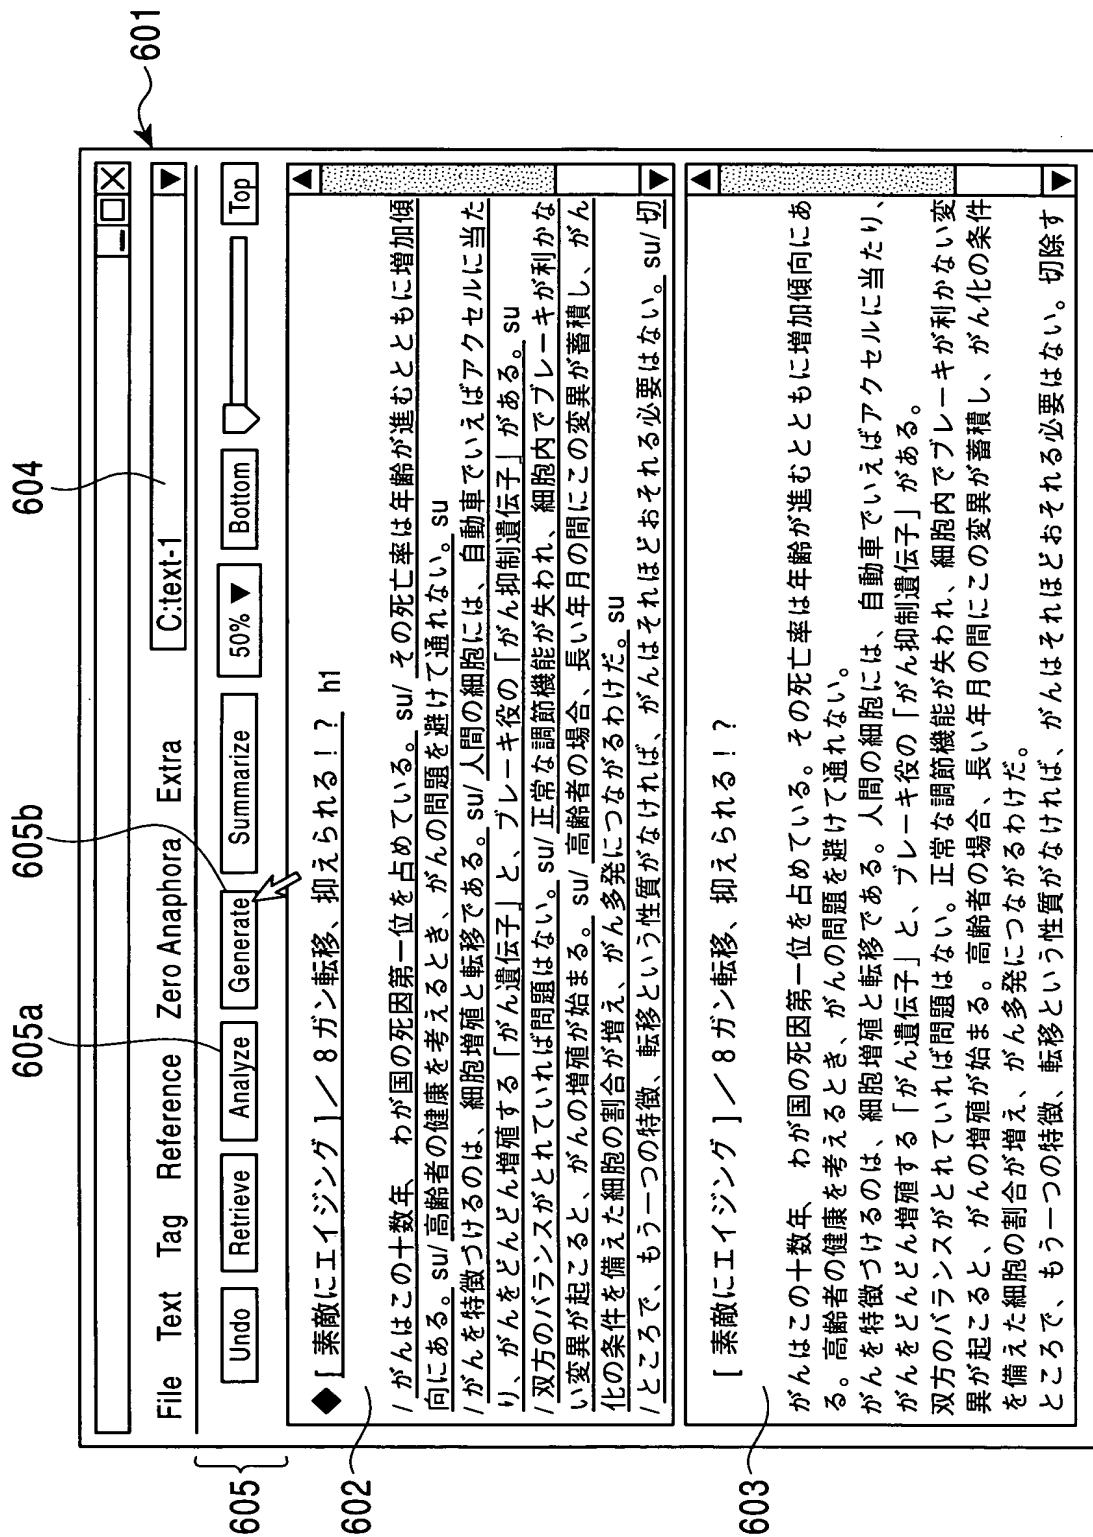 601
604
605b
605a
605
602
603
File Text Tag Reference Zero Anaphora Extra
C:text-1
Undo Retrieve Analyze Generate Summarize 50% ▼ Bottom Top
◆[ 素敵にエイジング ]/8ガン転移、抑えられる!? h1
/がんはこの十数年、 わが国の死因第一位を占めている。su/ その死亡率は年齢が進むとともに増加傾
向にある。su/高齢者の健康を考えるとき、がんの問題を避けて通れない。su
/がんを特徴づけるのは、細胞増殖と転移である。su/人間の細胞には、自動車でいえばアクセルに当た
り、がんをどんどん増殖する「がん遺伝子」と、ブレーキ役の「がん抑制遺伝子」がある。su
/双方のバランスがとれていれば問題はない。su/正常な調節機能が失われ、細胞内でブレーキが利かな
い変異が起こると、がんの増殖が始まる。su/ 高齢者の場合、長い年月の間にこの変異が蓄積し、がん
化の条件を備えた細胞の割合が増え、がん多発につながるわけだ。su
/ところで、もう一つの特徴、転移という性質がなければ、がんはそれほどおそれる必要はない。su/切
[ 素敵にエイジング ]/8ガン転移、抑えられる!?
がんはこの十数年、 わが国の死因第一位を占めている。その死亡率は年齢が進むとともに増加傾向にあ
る。高齢者の健康を考えるとき、がんの問題を避けて通れない。
がんを特徴づけるのは、細胞増殖と転移である。人間の細胞には、自動車でいえばアクセルに当たり、
がんをどんどん増殖する「がん遺伝子」と、ブレーキ役の「がん抑制遺伝子」がある。
双方のバランスがとれていれば問題はない。正常な調節機能が失われ、細胞内でブレーキが利かない変
異が起こると、がんの増殖が始まる。高齢者の場合、長い年月の間にこの変異が蓄積し、がん化の条件
を備えた細胞の割合が増え、がん多発につながるわけだ。
ところで、もう一つの特徴、転移という性質がなければ、がんはそれほどおそれる必要はない。切除す